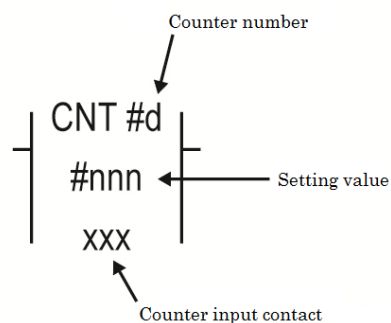 Counter number
CNT #d
#nnn
Setting value
xxx
Counter input contact